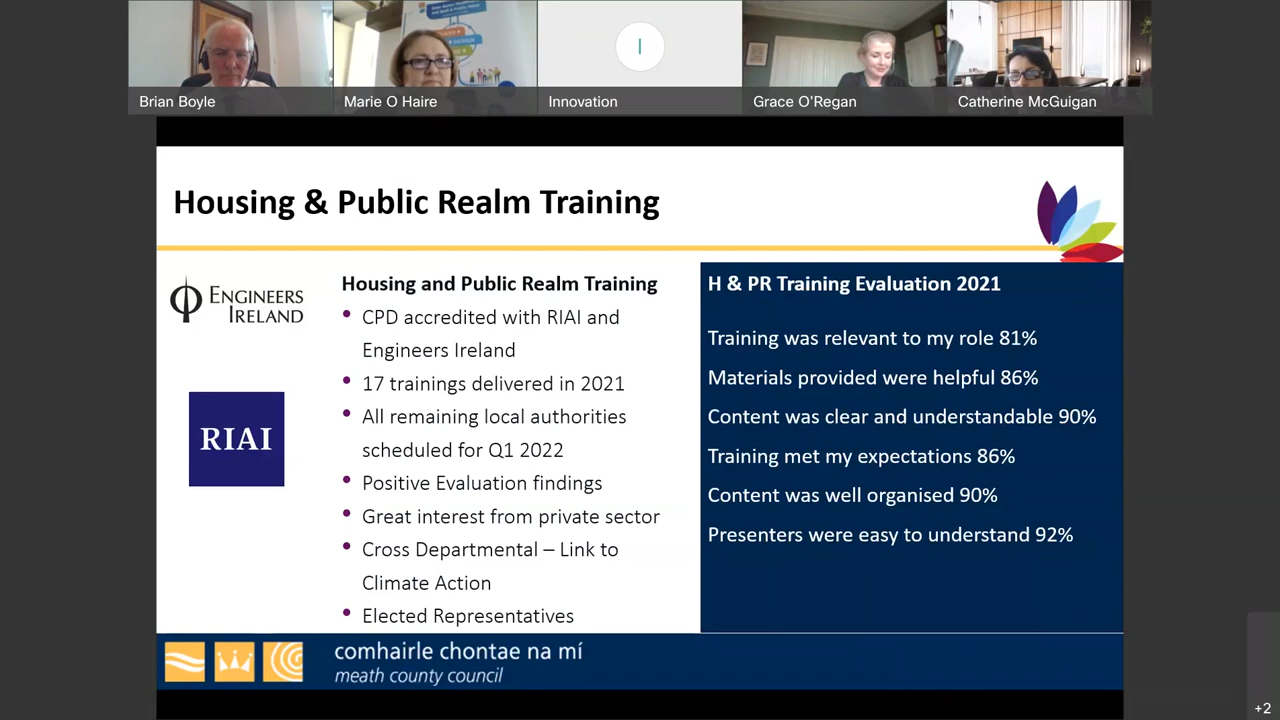 Brian Boyle
Marie O Haire
I
Innovation
Grace O'Regan
Catherine McGuigan
Housing & Public Realm Training
ENGINEERS
IRELAND
RIAI
Housing and Public Realm Training
• CPD accredited with RIAI and
Engineers Ireland
• 17 trainings delivered in 2021
• All remaining local authorities
scheduled for Q1 2022
• Positive Evaluation findings
• Great interest from private sector
• Cross Departmental – Link to
Climate Action
• Elected Representatives
H & PR Training Evaluation 2021
Training was relevant to my role 81%
Materials provided were helpful 86%
Content was clear and understandable 90%
Training met my expectations 86%
Content was well organised 90%
Presenters were easy to understand 92%
comhairle chontae na mí
meath county council
+2